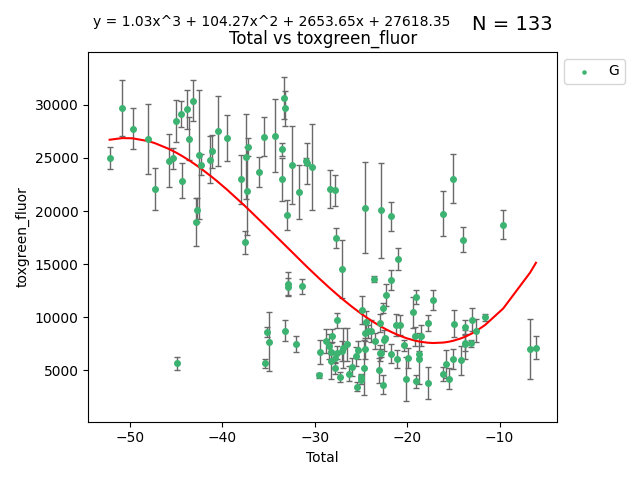 y = 1.03x^3 + 104.27x^2 + 2653.65x + 27618.35
N = 133
Total vs toxgreen_fluor
G
toxgreen_fluor
30000
25000
20000
15000
10000
5000
−50
−40
−30
−20
−10
Total